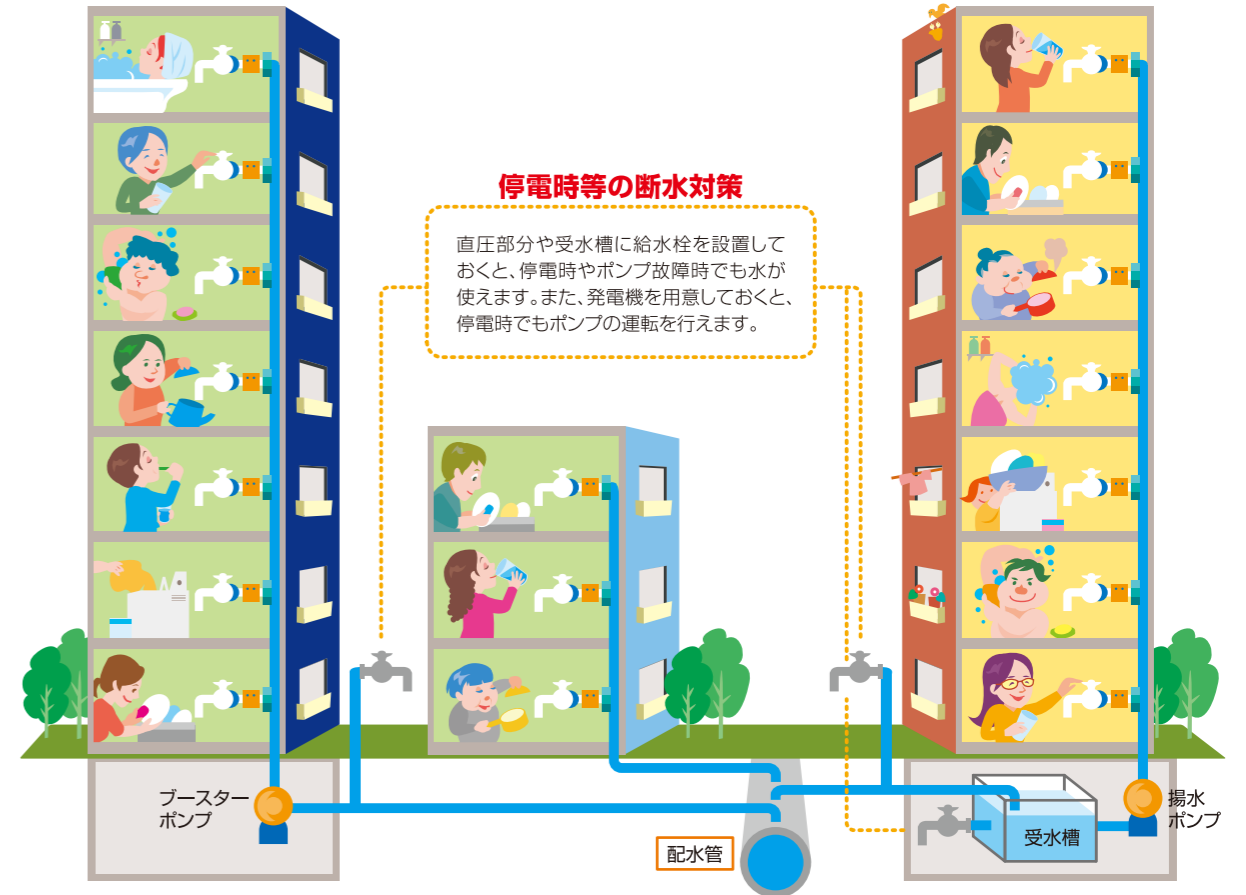 停電時等の断水対策
直圧部分や受水槽に給水栓を設置して
おくと、停電時やポンプ故障時でも水が
使えます。また、発電機を用意しておくと、
停電時でもポンプの運転を行えます。
ブースター
ポンプ
配水管
受水槽
揚水
ポンプ